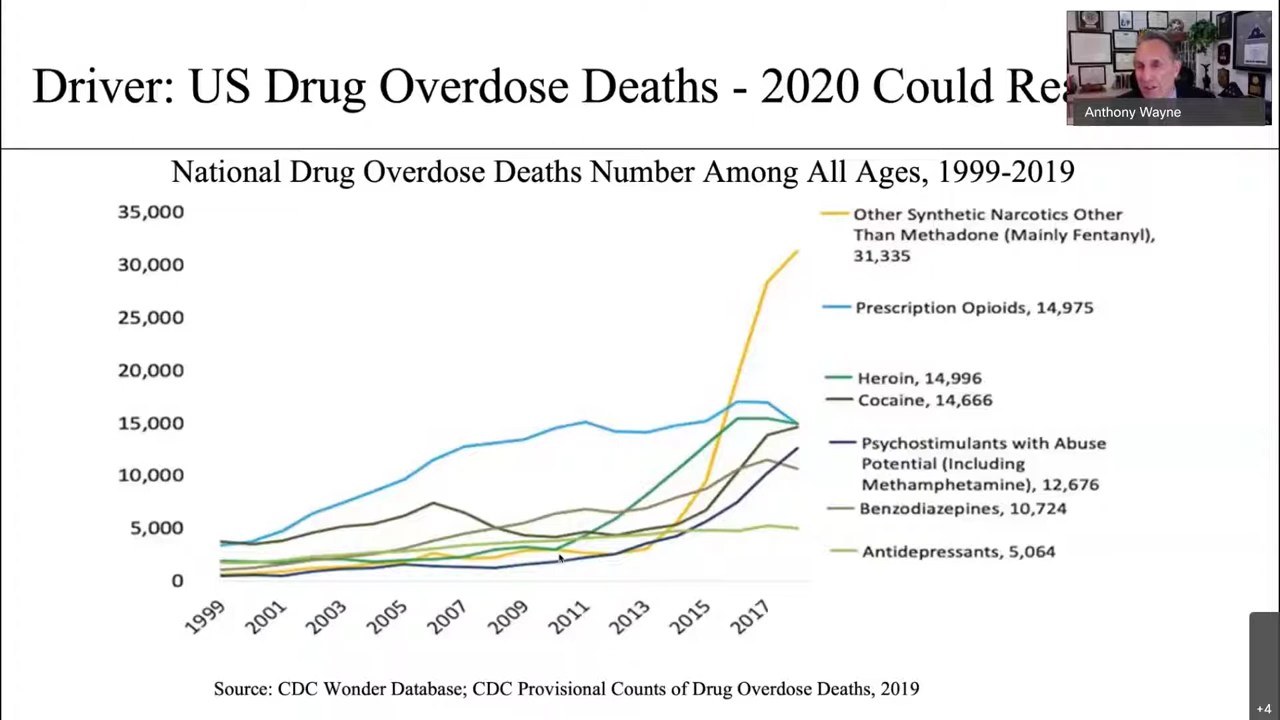 Driver: US Drug Overdose Deaths - 2020 Could
Anthony Wayne
National Drug Overdose Deaths Number Among All Ages, 1999-2019
35,000
30,000
25,000
20,000
15,000
10,000
5,000
0
1999
2001
2003
2005
2007
2009
2011
2013
2015
2017
Other Synthetic Narcotics Other
Than Methadone (Mainly Fentanyl),
31,335
Prescription Opioids, 14,975
Heroin, 14,996
Cocaine, 14,666
Psychostimulants with Abuse
Potential (Including
Methamphetamine), 12,676
Benzodiazepines, 10,724
Antidepressants, 5,064
Source: CDC Wonder Database; CDC Provisional Counts of Drug Overdose Deaths, 2019
+4